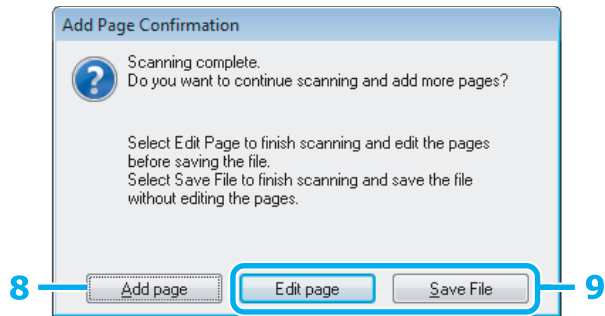 Add Page Confirmation
Scanning complete.
Do you want to continue scanning and add more pages?
Select Edit Page to finish scanning and edit the pages
before saving the file.
Select Save File to finish scanning and save the file
without editing the pages.
8 Add page Edit page Save File 9